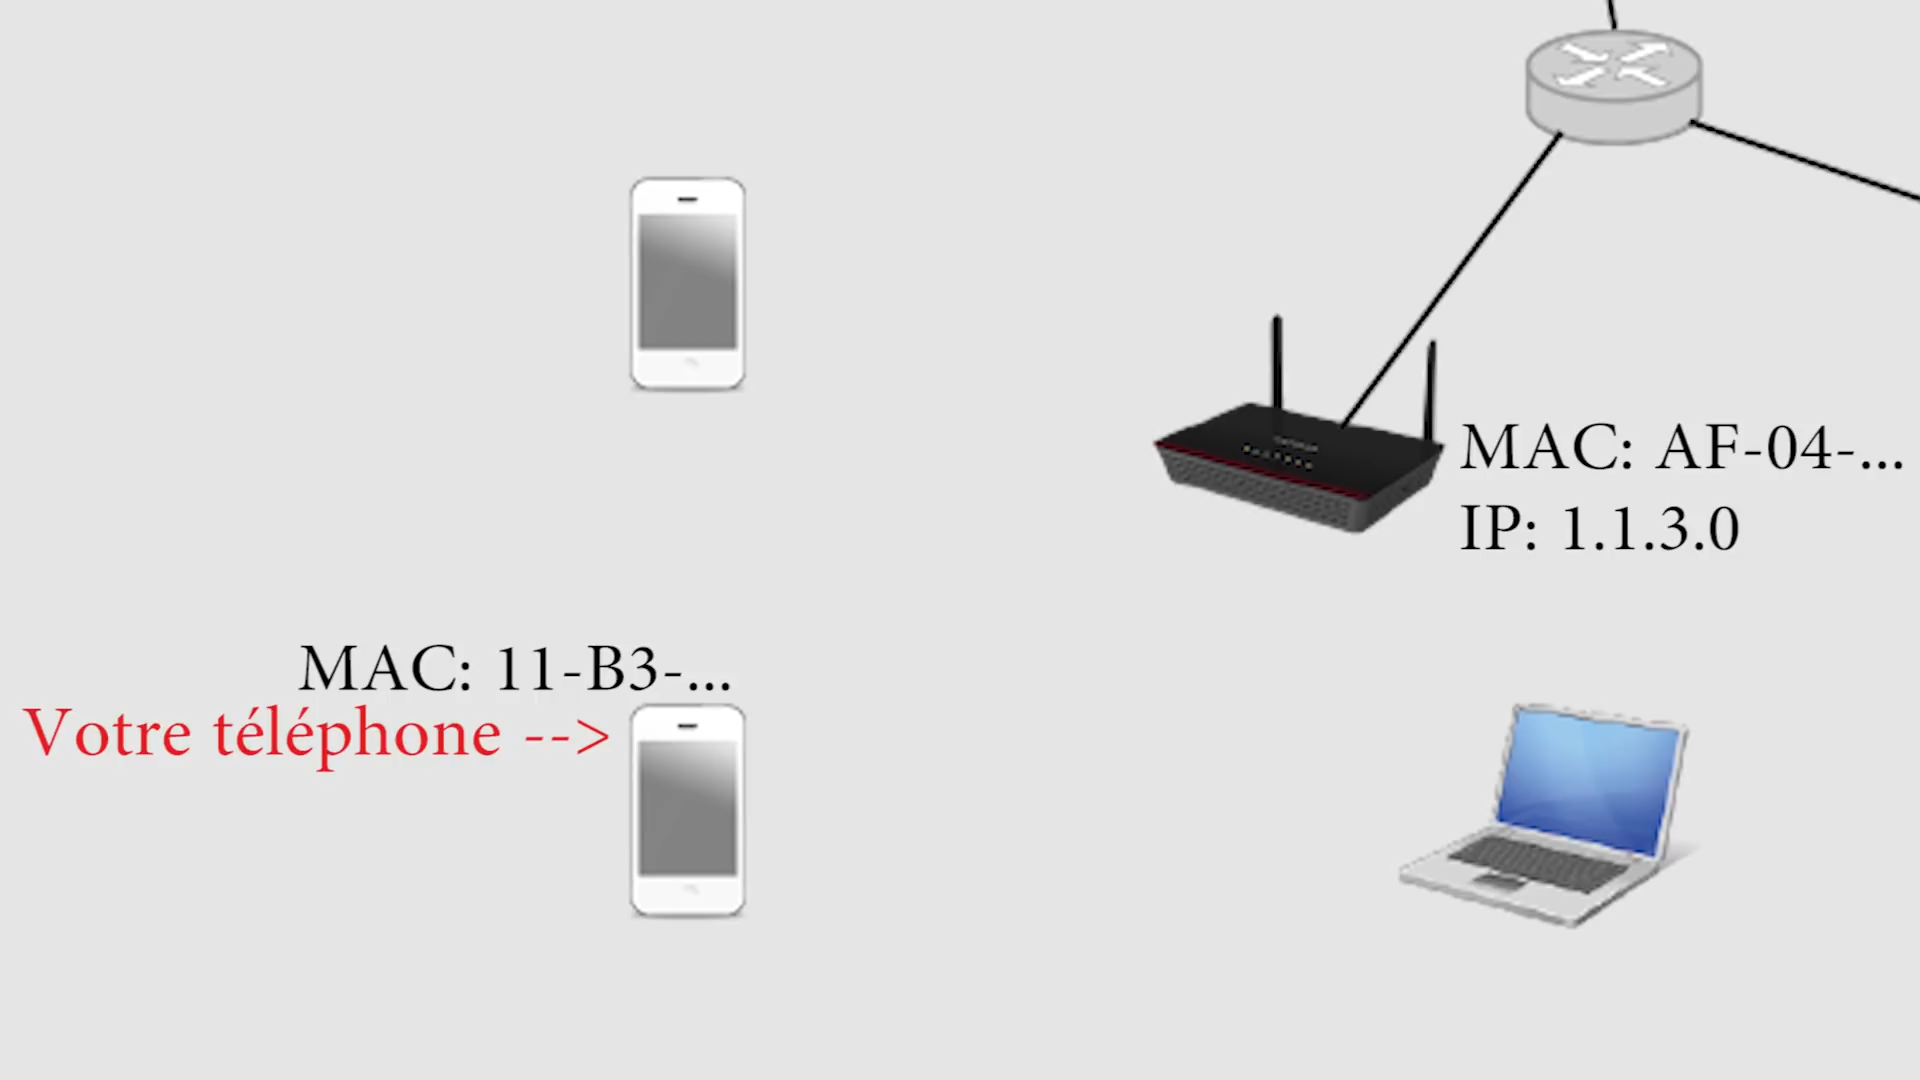 MAC: AF-04-...
IP: 1.1.3.0
MAC: 11-B3-...
Votre téléphone -->